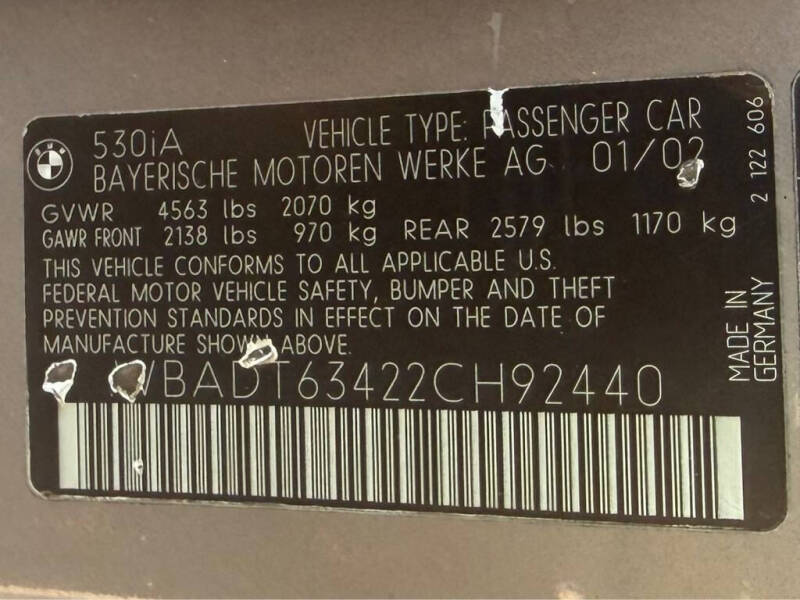 BMW
530iA VEHICLE TYPE: PASSENGER CAR
BAYERISCHE MOTOREN WERKE AG 01/02
GVWR 4563 lbs 2070 kg
GAWR FRONT 2138 lbs 970 kg REAR 2579 lbs 1170 kg
THIS VEHICLE CONFORMS TO ALL APPLICABLE U.S.
FEDERAL MOTOR VEHICLE SAFETY, BUMPER AND THEFT
PREVENTION STANDARDS IN EFFECT ON THE DATE OF
MANUFACTURE SHOWN ABOVE.
WBADT63422CH92440
2 122 606
MADE IN
GERMANY